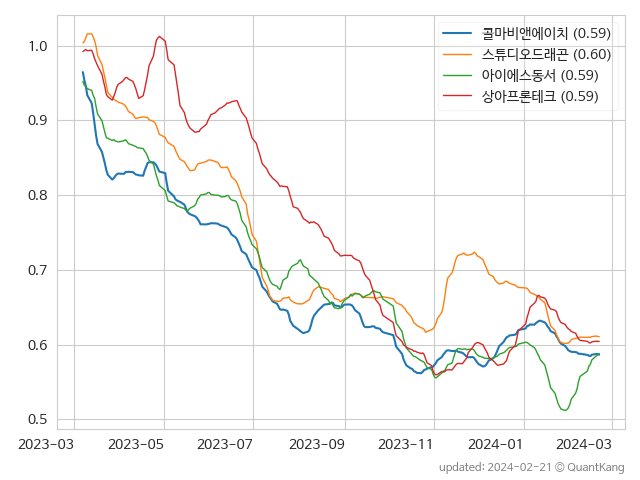 콜마비앤에이치 (0.59)
스튜디오드래곤 (0.60)
아이에스동서 (0.59)
상아프론테크 (0.59)
1.0
0.9
0.8
0.7
0.6
0.5
2023-03 2023-05 2023-07 2023-09 2023-11 2024-01 2024-03
updated: 2024-02-21 © QuantKang